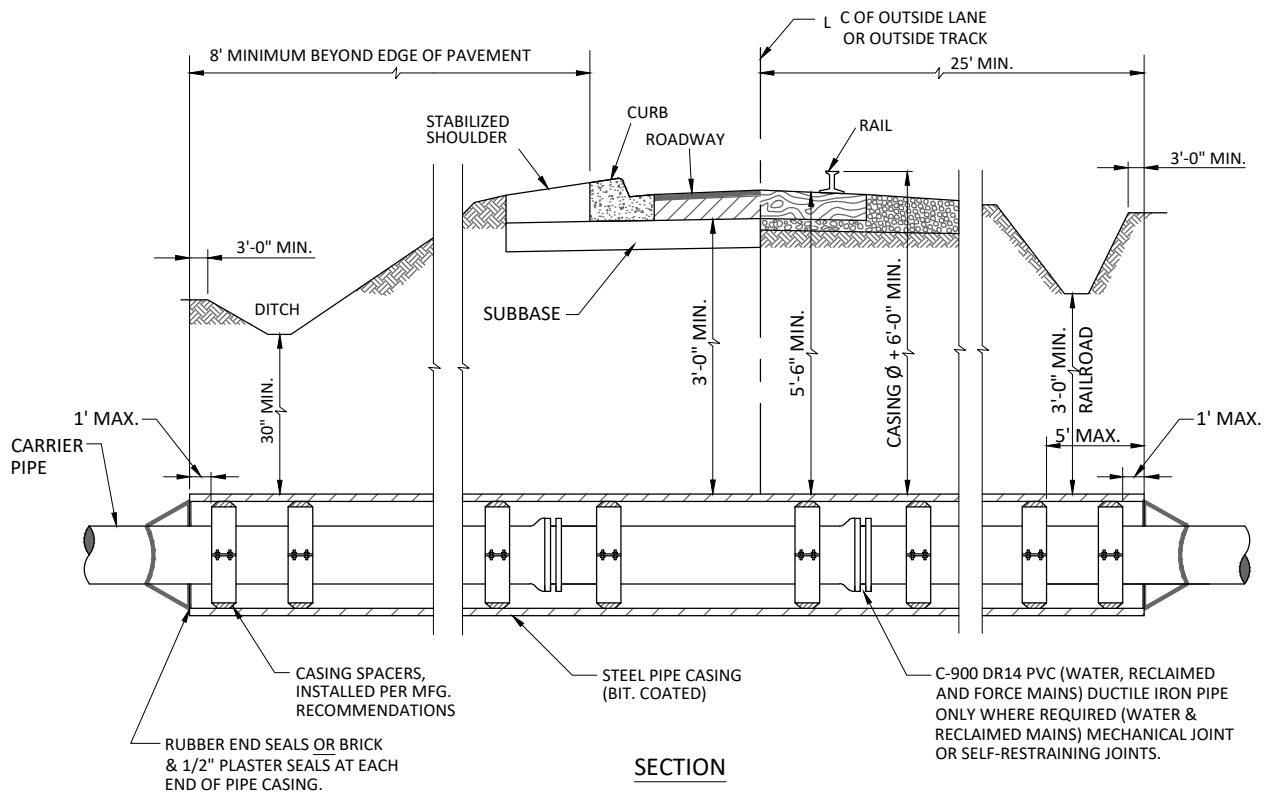 L C OF OUTSIDE LANE
OR OUTSIDE TRACK
8' MINIMUM BEYOND EDGE OF PAVEMENT
25' MIN.
CURB
STABILIZED
SHOULDER
ROADWAY
RAIL
3'-0" MIN.
3'-0" MIN.
DITCH
SUBBASE
30" MIN.
3'-0" MIN.
5'-6" MIN.
CASING Ø + 6'-0" MIN.
3'-0" MIN.
RAILROAD
1' MAX.
5' MAX.
1' MAX.
CARRIER
PIPE
CASING SPACERS,
INSTALLED PER MFG.
RECOMMENDATIONS
STEEL PIPE CASING
(BIT. COATED)
C-900 DR14 PVC (WATER, RECLAIMED
AND FORCE MAINS) DUCTILE IRON PIPE
ONLY WHERE REQUIRED (WATER &
RECLAIMED MAINS) MECHANICAL JOINT
OR SELF-RESTRAINING JOINTS.
RUBBER END SEALS OR BRICK
& 1/2" PLASTER SEALS AT EACH
END OF PIPE CASING.
SECTION